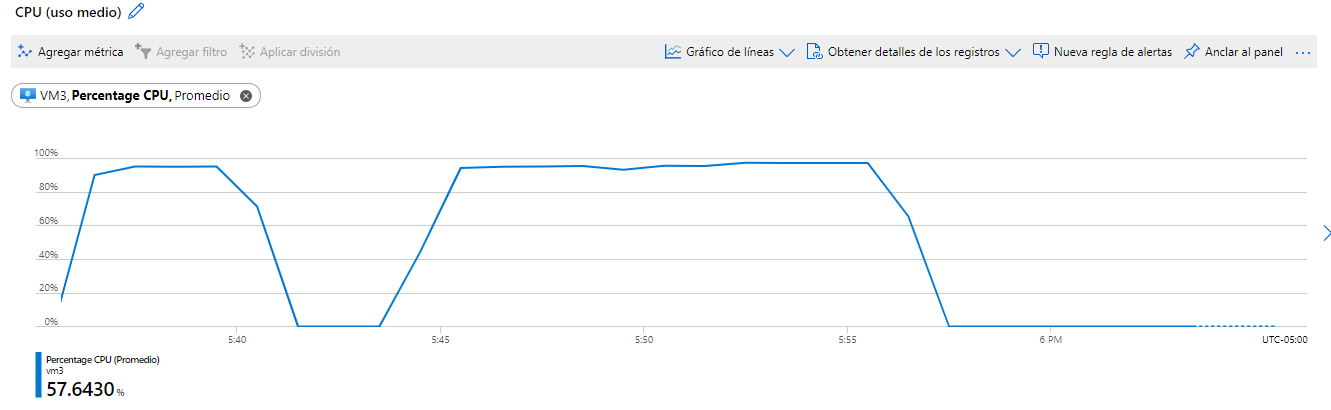 CPU (uso medio)
Agregar métrica Agregar filtro Aplicar división Gráfico de líneas Obtener detalles de los registros Nueva regla de alertas Anclar al panel ...
VM3, Percentage CPU, Promedio
100%
80%
60%
40%
20%
0%
5:40 5:45 5:50 5:55 6 PM UTC-05:00
Percentage CPU (Promedio)
vm3
57.6430 %